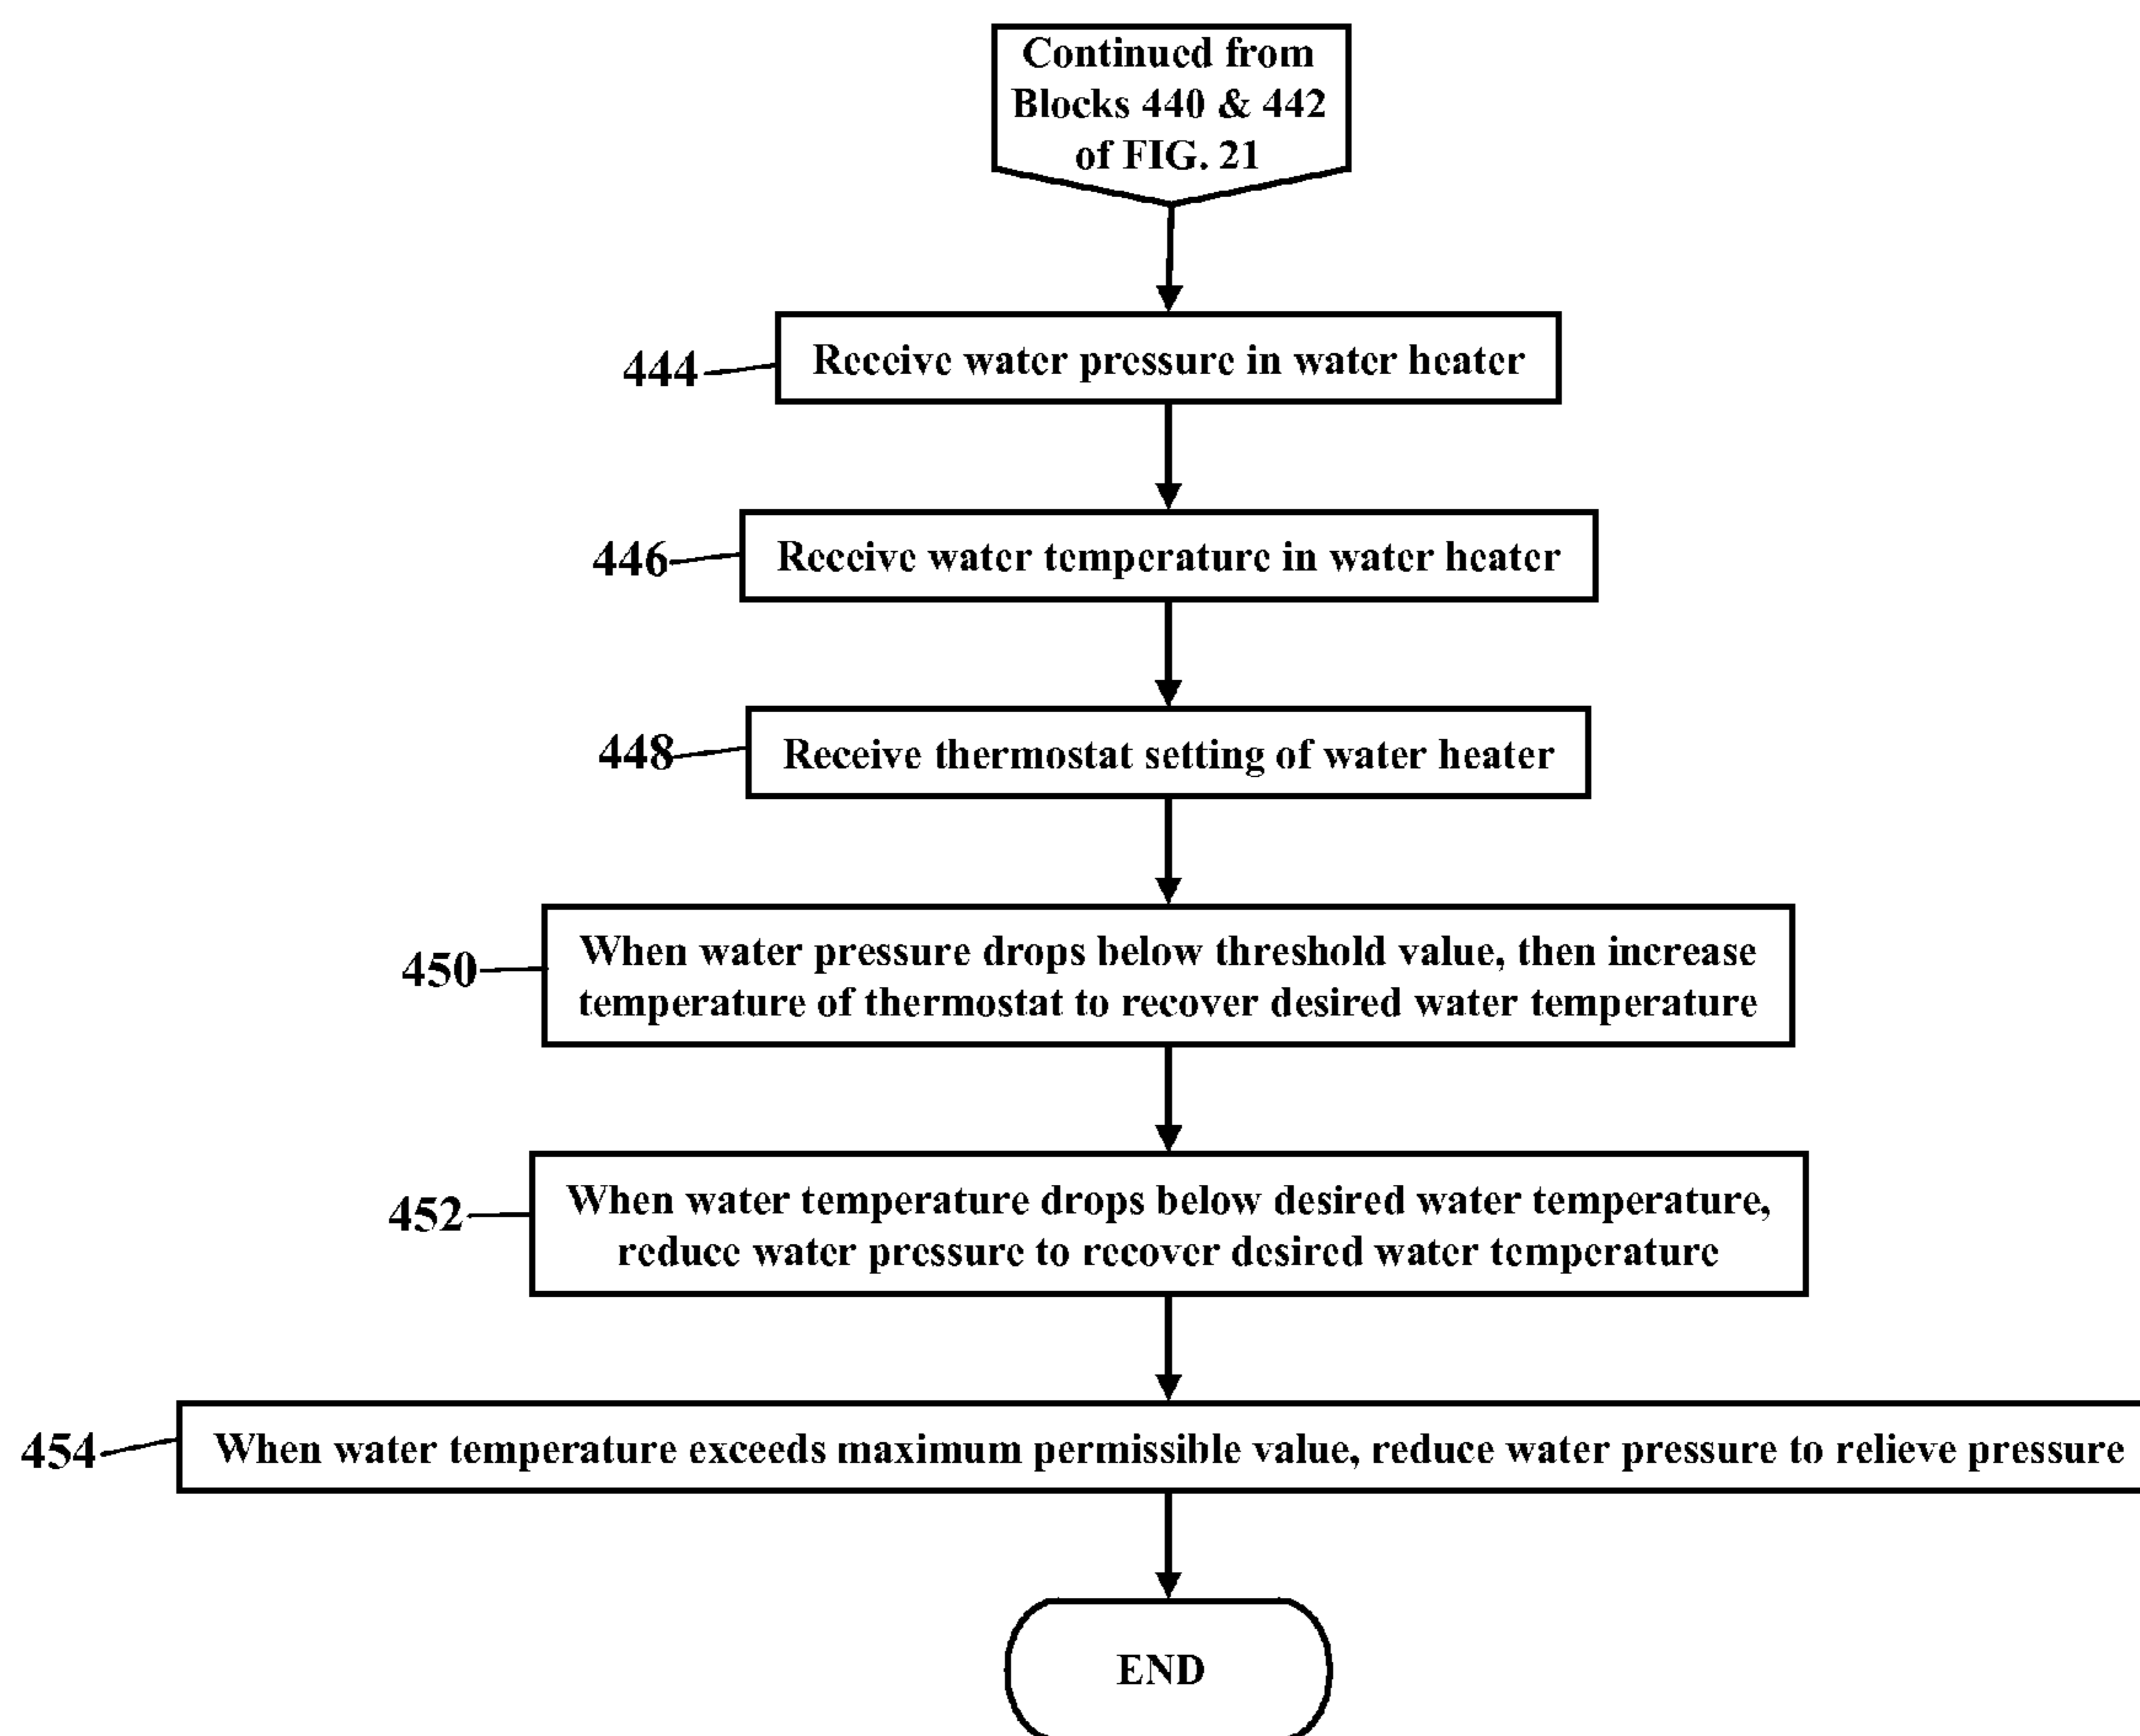 Continued from
Blocks 440 & 442
of FIG. 21
444
Receive water pressure in water heater
446
Receive water temperature in water heater
448
Receive thermostat setting of water heater
450
When water pressure drops below threshold value, then increase
temperature of thermostat to recover desired water temperature
452
When water temperature drops below desired water temperature,
reduce water pressure to recover desired water temperature
454
When water temperature exceeds maximum permissible value, reduce water pressure to relieve pressure
END